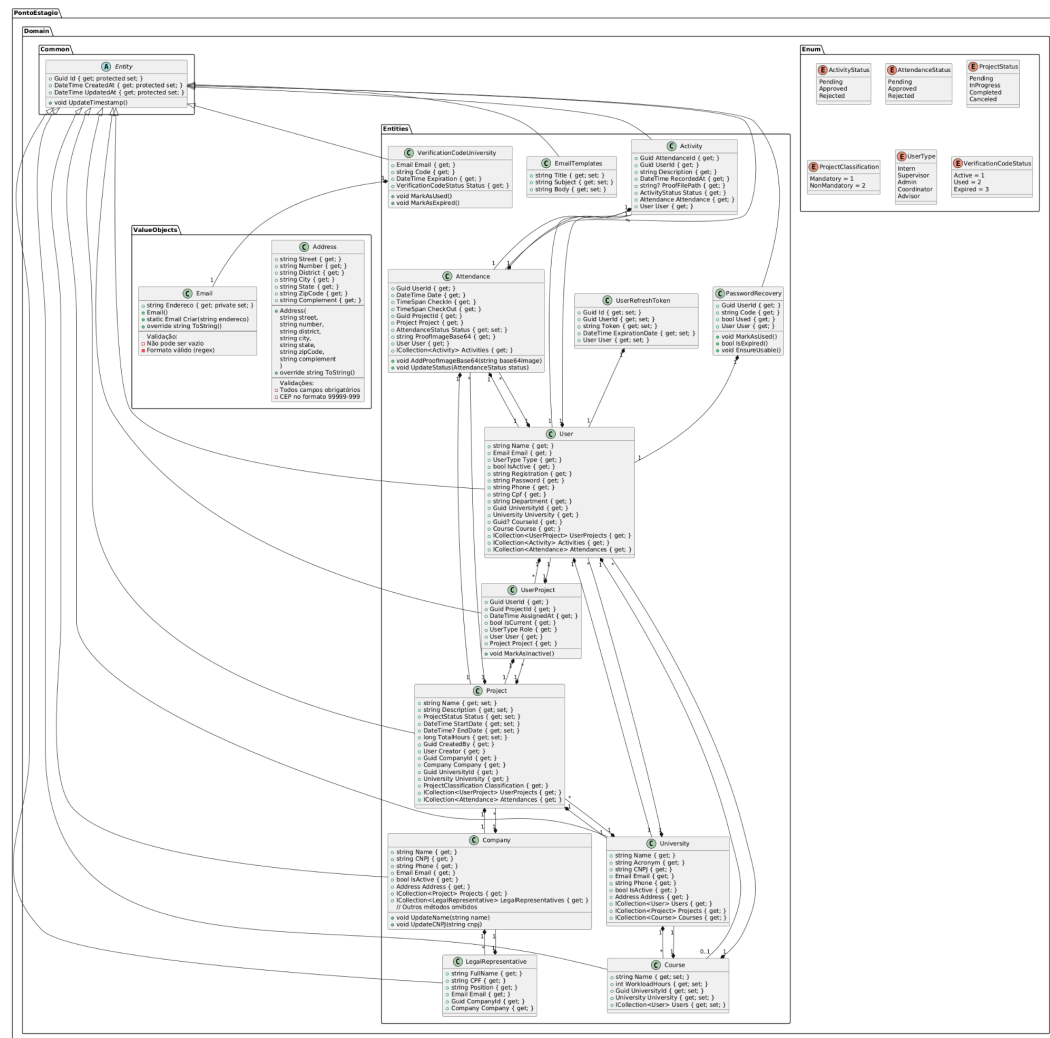 PontoEstagio
Domain
Common
A Entity
Guid Id { get; protected set; }
DateTime CreatedAt { get; protected set; }
DateTime UpdatedAt { get; protected set; }
void UpdateTimestamp()
Entities
C VerificationCodeUniversity
Email Email { get; }
string Code { get; }
DateTime Expiration { get; }
VerificationCodeStatus Status { get; }
void MarkAsUsed()
void MarkAsExpired()
C EmailTemplates
string Title { get; set; }
string Subject { get; set; }
string Body { get; set; }
C Activity
Guid AttendanceId { get; }
Guid UserId { get; }
string Description { get; }
DateTime RecordedAt { get; }
string? ProofFilePath { get; }
ActivityStatus Status { get; }
Attendance Attendance { get; }
User User { get; }
Enum
E ActivityStatus
Pending
Approved
Rejected
E AttendanceStatus
Pending
Approved
Rejected
E ProjectStatus
Pending
InProgress
Completed
Canceled
E ProjectClassification
Mandatory = 1
NonMandatory = 2
E UserType
Intern
Supervisor
Admin
Coordinator
Advisor
E VerificationCodeStatus
Active = 1
Used = 2
Expired = 3
ValueObjects
C Address
string Street { get; }
string Number { get; }
string District { get; }
string City { get; }
string State { get; }
string ZipCode { get; }
string Complement { get; }
Address(
string street,
string number,
string district,
string city,
string state,
string zipCode,
string complement
)
override string ToString()
Validações:
Todos campos obrigatórios
CEP no formato 99999-999
1
C Email
string Endereco { get; private set; }
Email()
static Email Criar(string endereco)
override string ToString()
Validação:
Não pode ser vazio
Formato válido (regex)
C Attendance
Guid UserId { get; }
DateTime Date { get; }
TimeSpan CheckIn { get; }
TimeSpan CheckOut { get; }
Guid ProjectId { get; }
Project Project { get; }
AttendanceStatus Status { get; set; }
string ProofImageBase64 { get; }
User User { get; }
ICollection<Activity> Activities { get; }
void AddProofImageBase64(string base64Image)
void UpdateStatus(AttendanceStatus status)
C UserRefreshToken
Guid Id { get; set; }
Guid UserId { get; set; }
string Token { get; set; }
DateTime ExpirationDate { get; set; }
User User { get; set; }
C PasswordRecovery
Guid UserId { get; }
string Code { get; }
bool Used { get; }
User User { get; }
void MarkAsUsed()
bool IsExpired()
void EnsureUsable()
C User
string Name { get; }
Email Email { get; }
UserType Type { get; }
bool IsActive { get; }
string Registration { get; }
string Password { get; }
string Phone { get; }
string Cpf { get; }
string Department { get; }
Guid UniversityId { get; }
University University { get; }
Guid? CourseId { get; }
Course Course { get; }
ICollection<UserProject> UserProjects { get; }
ICollection<Activity> Activities { get; }
ICollection<Attendance> Attendances { get; }
C UserProject
Guid UserId { get; }
Guid ProjectId { get; }
DateTime AssignedAt { get; }
bool IsCurrent { get; }
UserType Role { get; }
User User { get; }
Project Project { get; }
void MarkAsInactive()
C Project
string Name { get; set; }
string Description { get; set; }
ProjectStatus Status { get; set; }
DateTime StartDate { get; set; }
DateTime? EndDate { get; set; }
long TotalHours { get; set; }
Guid CreatedBy { get; }
User Creator { get; }
Guid CompanyId { get; }
Company Company { get; }
Guid UniversityId { get; }
University University { get; }
ProjectClassification Classification { get; }
ICollection<UserProject> UserProjects { get; }
ICollection<Attendance> Attendances { get; }
C Company
string Name { get; }
string CNPJ { get; }
string Phone { get; }
Email Email { get; }
bool IsActive { get; }
Address Address { get; }
ICollection<Project> Projects { get; }
ICollection<LegalRepresentative> LegalRepresentatives { get; }
// Outros métodos omitidos
void UpdateName(string name)
void UpdateCNPJ(string cnpj)
C University
string Name { get; }
string Acronym { get; }
string CNPJ { get; }
Email Email { get; }
string Phone { get; }
bool IsActive { get; }
Address Address { get; }
ICollection<User> Users { get; }
ICollection<Project> Projects { get; }
ICollection<Course> Courses { get; }
0..1
C LegalRepresentative
string FullName { get; }
string CPF { get; }
string Position { get; }
Email Email { get; }
Guid CompanyId { get; }
Company Company { get; }
C Course
string Name { get; set; }
int WorkloadHours { get; set; }
Guid UniversityId { get; set; }
University University { get; set; }
ICollection<User> Users { get; set; }